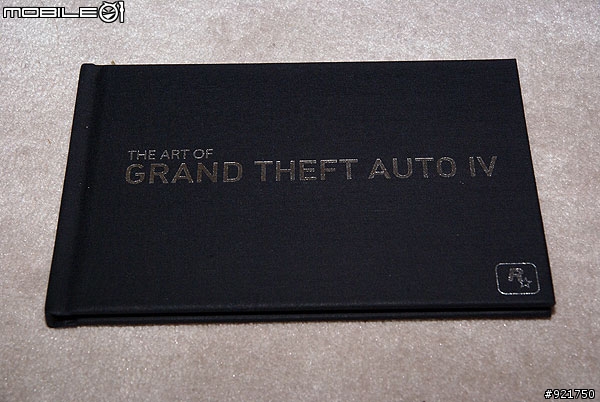 MOBILE01
THE ART OF
GRAND THEFT AUTO IV
R
#921750